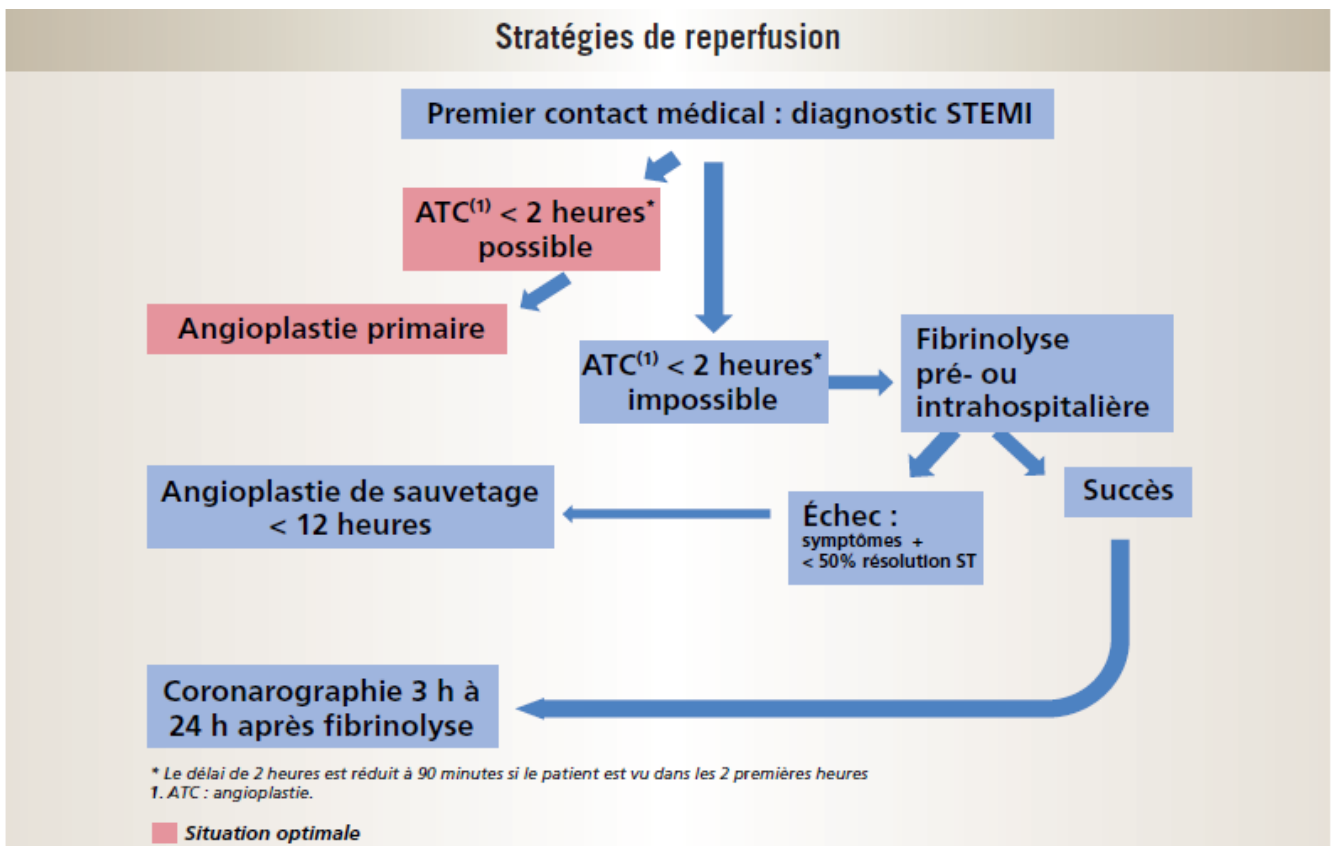 Stratégies de reperfusion
Premier contact médical : diagnostic STEMI
ATC(1) < 2 heures*
possible
Angioplastie primaire
ATC(1) < 2 heures*
impossible
Fibrinolyse
pré- ou
intrahospitalière
Angioplastie de sauvetage
< 12 heures
Échec :
symptômes +
< 50% résolution ST
Succès
Coronarographie 3 h à
24 h après fibrinolyse
* Le délai de 2 heures est réduit à 90 minutes si le patient est vu dans les 2 premières heures
1. ATC : angioplastie.
Situation optimale